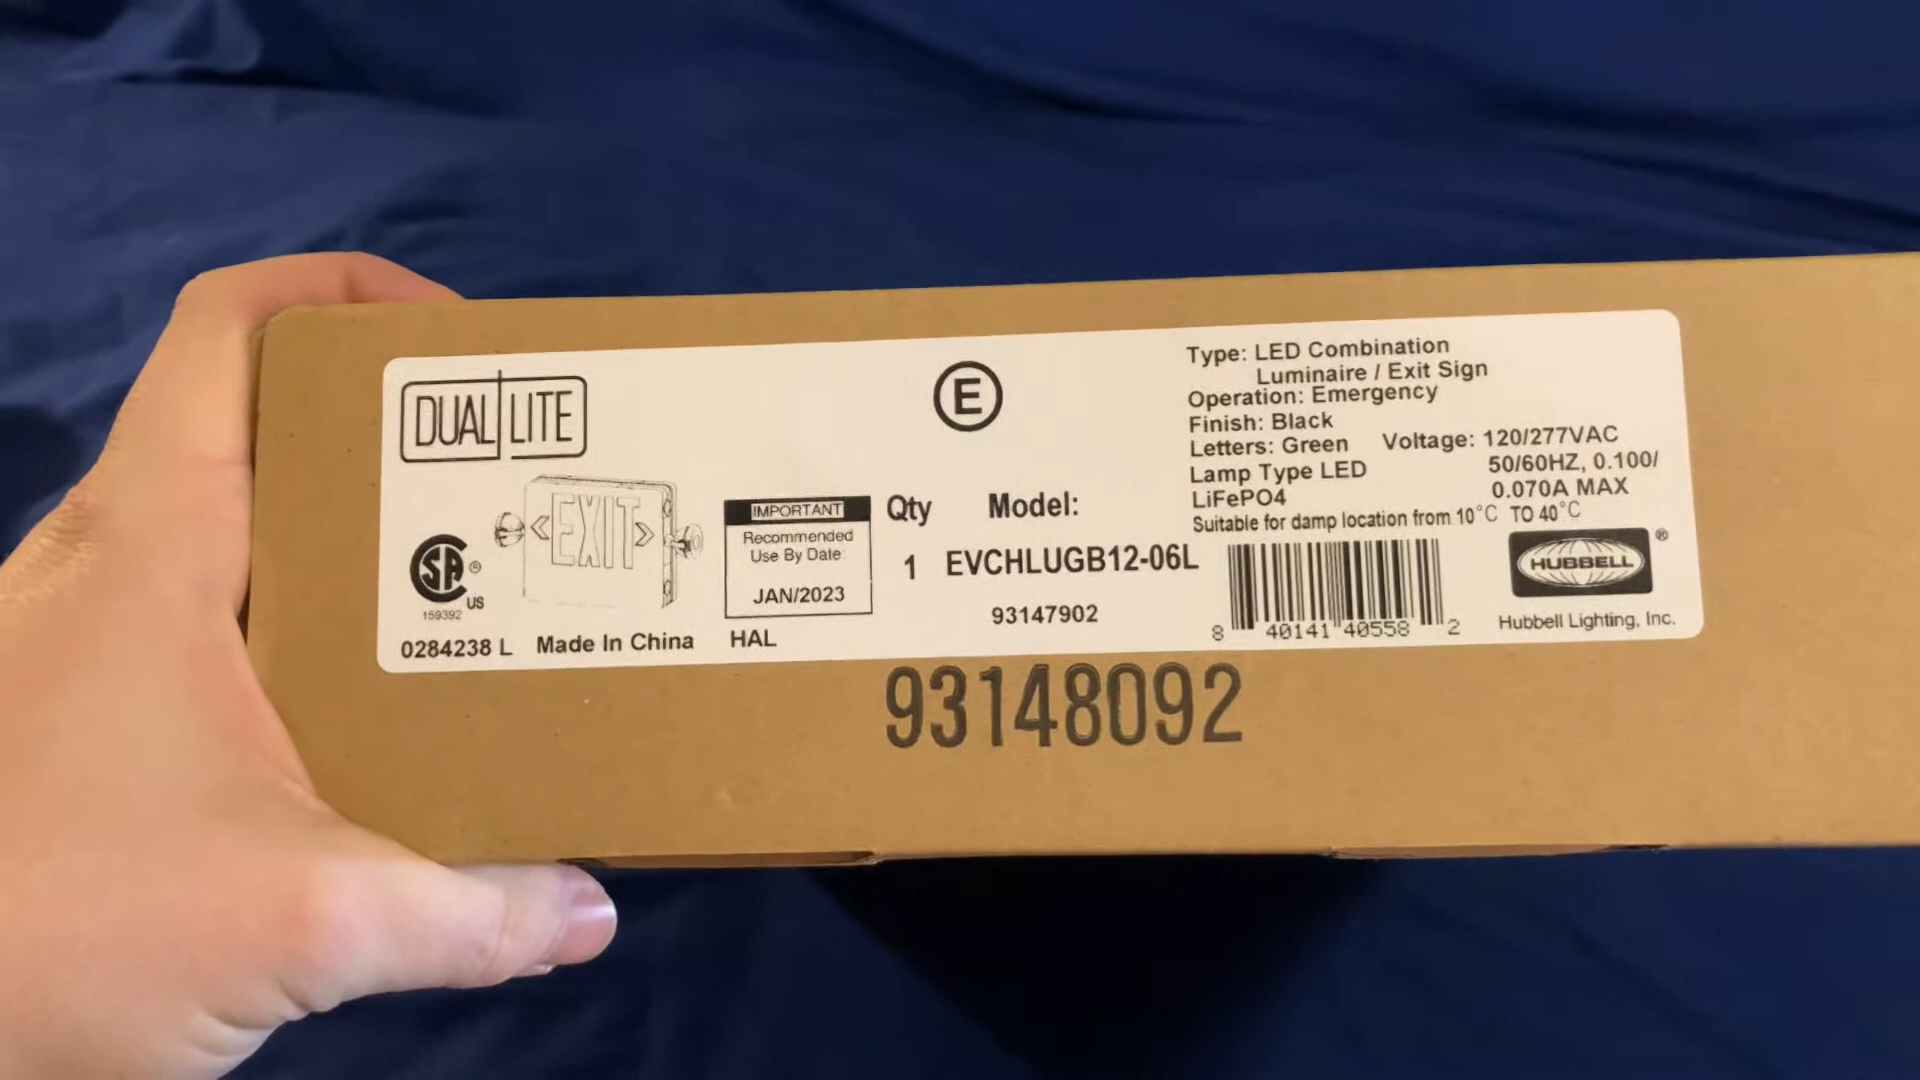 DUAL LITE
E
Type: LED Combination
Luminaire / Exit Sign
Operation: Emergency
Finish: Black
Letters: Green Voltage: 120/277VAC
Lamp Type LED 50/60HZ, 0.100/
LiFePO4 0.070A MAX
Suitable for damp location from 10°C TO 40°C
< EXIT >
IMPORTANT
Recommended
Use By Date
JAN/2023
Qty Model:
1 EVCHLUGB12-06L
93147902
SA ® US
159392
0284238 L Made In China HAL
8 40141 40558 2
HUBBELL ®
Hubbell Lighting, Inc.
93148092